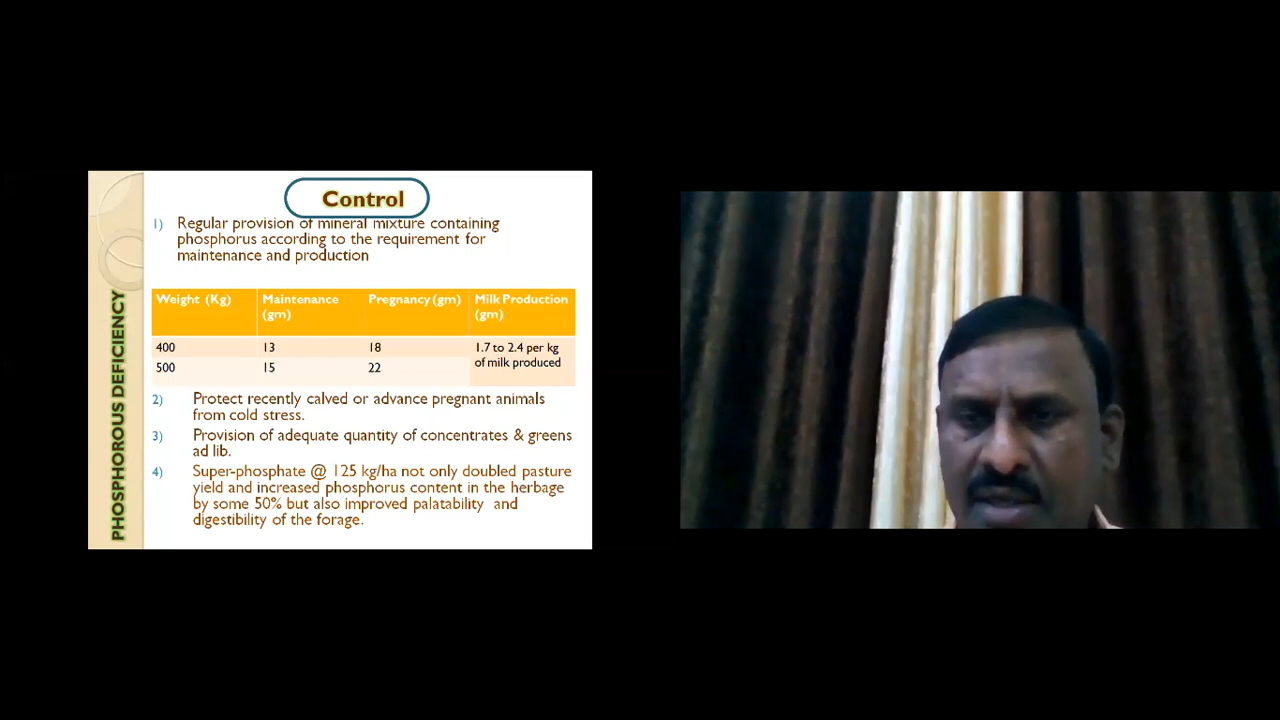 PHOSPHOROUS DEFICIENCY
Control
1) Regular provision of mineral mixture containing
phosphorus according to the requirement for
maintenance and production
Weight (Kg) Maintenance (gm) Pregnancy (gm) Milk Production (gm)
400 13 18 1.7 to 2.4 per kg
500 15 22 of milk produced
2) Protect recently calved or advance pregnant animals
from cold stress.
3) Provision of adequate quantity of concentrates & greens
ad lib.
4) Super-phosphate @ 125 kg/ha not only doubled pasture
yield and increased phosphorus content in the herbage
by some 50% but also improved palatability and
digestibility of the forage.